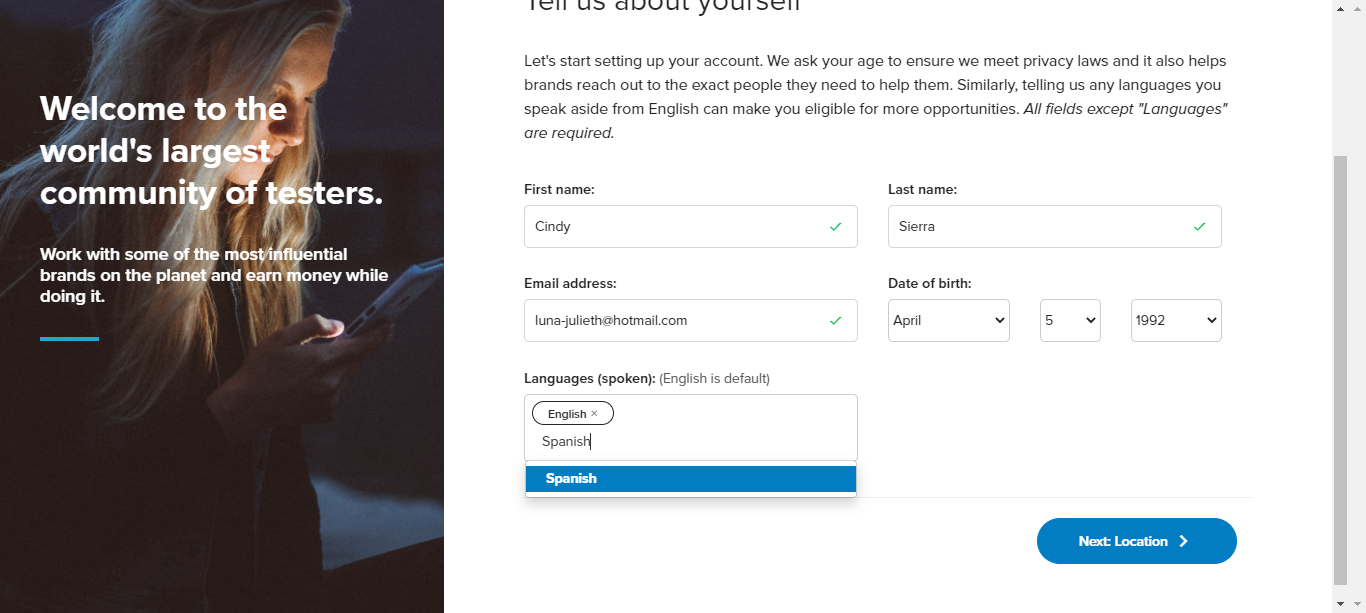 Tell us about yourself
Welcome to the
world's largest
community of testers.
Work with some of the most influential
brands on the planet and earn money while
doing it.
Let's start setting up your account. We ask your age to ensure we meet privacy laws and it also helps
brands reach out to the exact people they need to help them. Similarly, telling us any languages you
speak aside from English can make you eligible for more opportunities. All fields except "Languages"
are required.
First name:
Last name:
Cindy
Sierra
Email address:
Date of birth:
luna-julieth@hotmail.com
April
5
1992
Languages (spoken): (English is default)
English ×
Spanish
Spanish
Next: Location